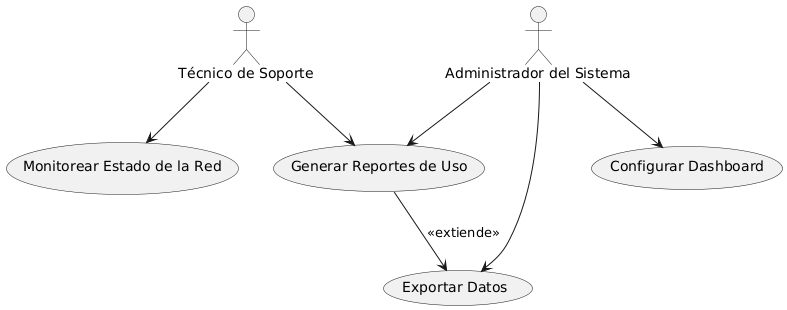 Técnico de Soporte
Administrador del Sistema
Monitorear Estado de la Red
Generar Reportes de Uso
Configurar Dashboard
«extiende»
Exportar Datos